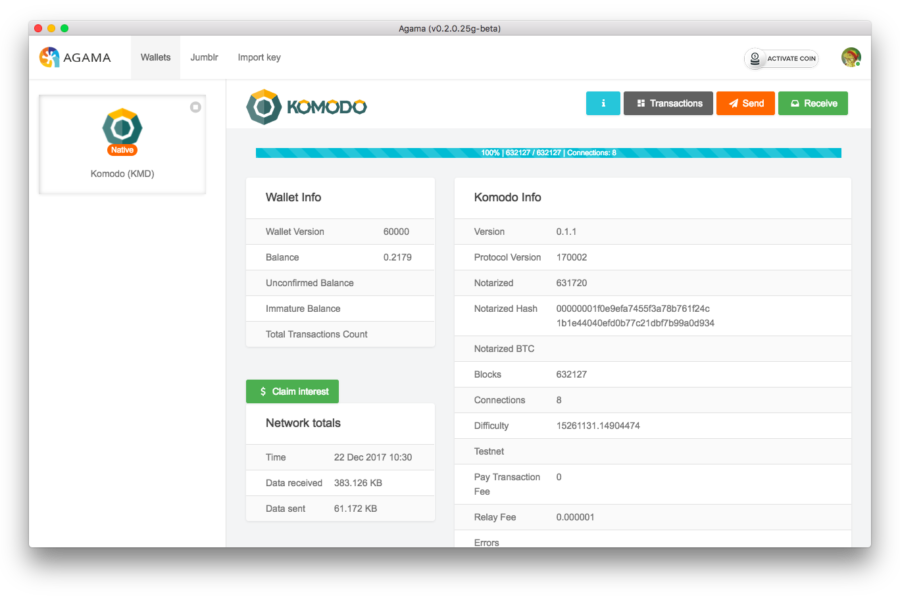 Agama (v0.2.0.25g-beta)
AGAMA Wallets Jumblr Import key ACTIVATE COIN
Native
Komodo (KMD)
KOMODO
i Transactions Send Receive
100% | 632127 / 632127 | Connections: 8
Wallet Info
Wallet Version 60000
Balance 0.2179
Unconfirmed Balance
Immature Balance
Total Transactions Count
$ Claim interest
Network totals
Time 22 Dec 2017 10:30
Data received 383.126 KB
Data sent 61.172 KB
Komodo Info
Version 0.1.1
Protocol Version 170002
Notarized 631720
Notarized Hash 00000001f0e9efa7455f3a78b761f24c
1b1e44040efd0b77c21dbf7b99a0d934
Notarized BTC
Blocks 632127
Connections 8
Difficulty 15261131.14904474
Testnet
Pay Transaction 0
Fee
Relay Fee 0.000001
Errors